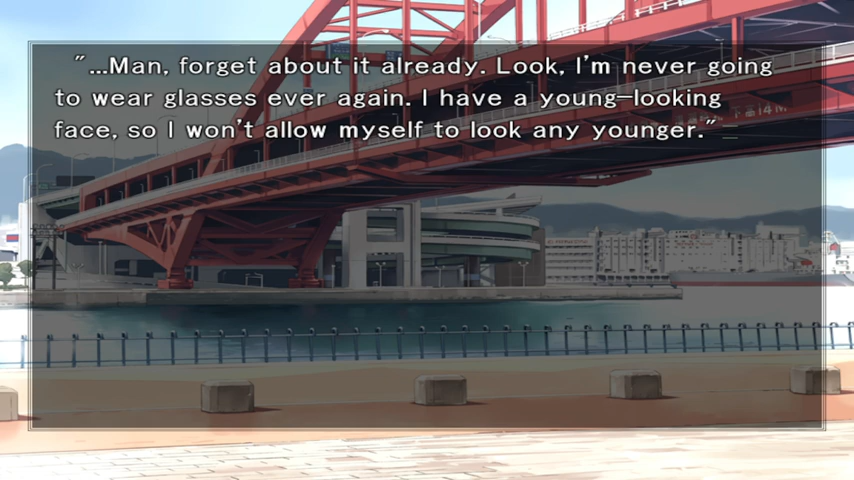 "...Man, forget about it already. Look, I'm never going
to wear glasses ever again. I have a young-looking
face, so I won't allow myself to look any younger."